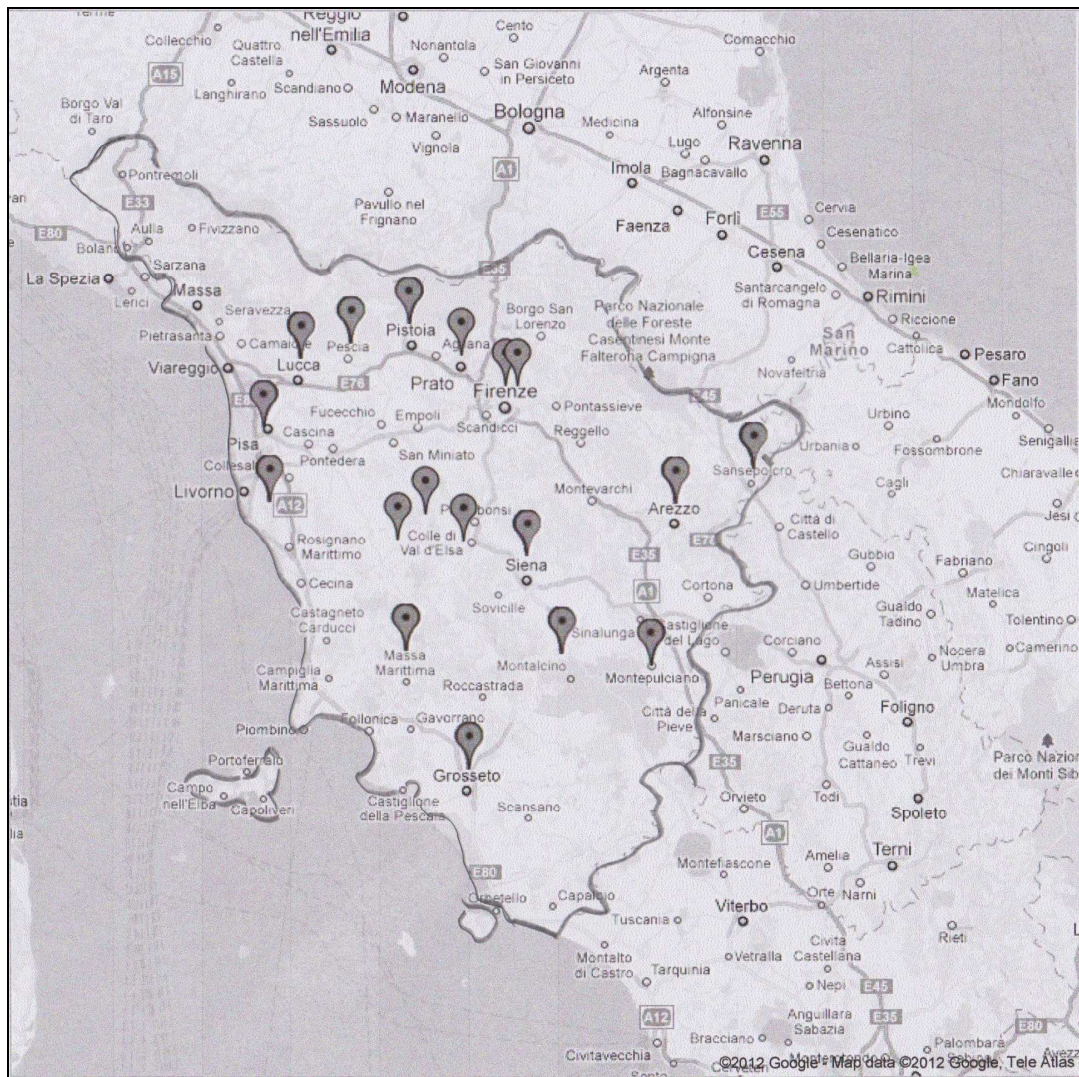 Reggio
nell'Emilia
Cento
Comacchio
Collecchio
Quattro
Castella
Nonantola
San Giovanni
in Persiceto
Argenta
A15
Langhirano
Scandiano
Modena
Borgo Val
di Taro
Sassuolo
Maranello
Bologna
Medicina
Alfonsine
Vignola
Lugo
Ravenna
A1
Imola
Bagnacavallo
Pontremoli
E33
Pavullo nel
Frignano
Faenza
Forlì
E55
Cervia
E80
Aulla
Fivizzano
Cesenatico
Cesena
Bellaria-Igea
Marina
La Spezia
Sarzana
E35
Lerici
Massa
Santarcangelo
di Romagna
Rimini
Seravezza
Borgo San
Lorenzo
Parco Nazionale
delle Foreste
Casentinesi Monte
Falterona Campigna
Riccione
Pietrasanta
Pistoia
San
Marino
Cattolica
Viareggio
Lucca
Pescia
Pesaro
Novafeltria
E76
Prato
Firenze
Fano
E45
Mondolfo
Fucecchio
Empoli
Pontassieve
Urbino
Pisa
Cascina
Scandicci
Reggello
Urbania
Senigallia
Pontedera
San Miniato
Fossombrone
Sansepolcro
Chiaravalle
Livorno
Montevarchi
Cagli
A12
Arezzo
Jesi
Rosignano
Marittimo
Colle di
Val d'Elsa
Città di
Castello
Siena
E35
Gubbio
Fabriano
Cingoli
Cecina
A1
Cortona
Umbertide
Sovicille
Matelica
Castagneto
Carducci
Gualdo
Tadino
Tolentino
Sinalunga
Castiglione
del Lago
Corciano
Massa
Marittima
Montalcino
Nocera
Umbra
Camerino
Campiglia
Marittima
Montepulciano
Perugia
Assisi
Roccastrada
Bettona
Panicale
Deruta
Foligno
Piombino
Follonica
Gavorrano
Città della
Pieve
Marsciano
Gualdo
Cattaneo
Trevi
Portoferraio
Grosseto
E35
Campo
nell'Elba
Capoliveri
Castiglione
della Pescaia
Scansano
Orvieto
Todi
Spoleto
A1
Montefiascone
Amelia
Terni
E80
Orbetello
Capalbio
Orte
Narni
Tuscania
Viterbo
Rieti
Montalto
di Castro
Vetralla
Civita
Castellana
Tarquinia
Nepi
E45
A12
Anguillara
Sabazia
E35
E80
Bracciano
Civitavecchia
Palombara
©2012 Google - Map data ©2012 Google, Tele Atlas